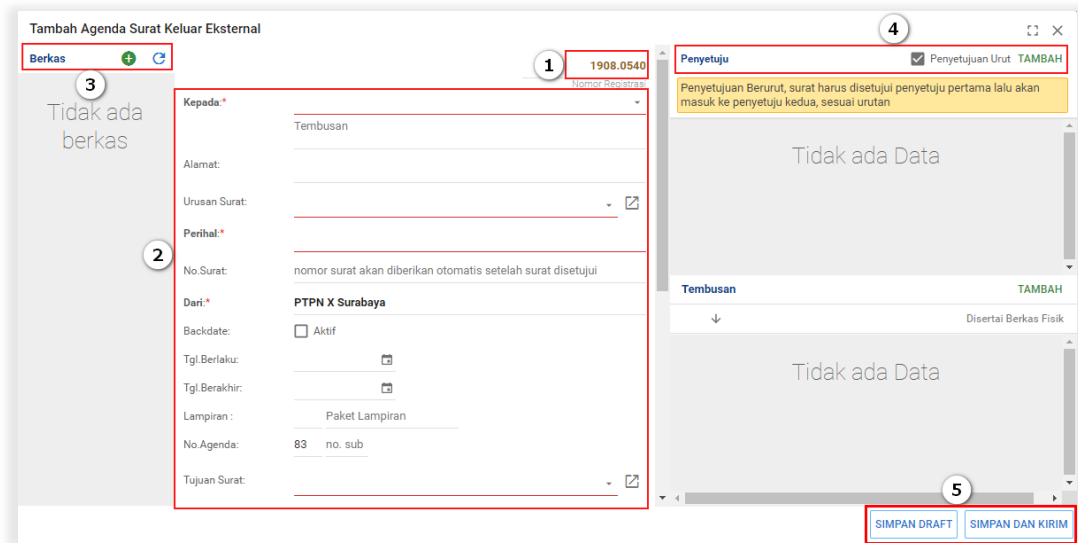 Tambah Agenda Surat Keluar Eksternal
4
Berkas
3
Tidak ada
berkas
1
1908.0540
Nomor Registrasi
2
Kepada:*
Tembusan
Alamat:
Urusan Surat:
Perihal:*
No.Surat: nomor surat akan diberikan otomatis setelah surat disetujui
Dari:* PTPN X Surabaya
Backdate: Aktif
Tgl.Berlaku:
Tgl.Berakhir:
Lampiran : Paket Lampiran
No.Agenda: 83 no. sub
Tujuan Surat:
Penyetuju Penyetujuan Urut TAMBAH
Penyetujuan Berurut, surat harus disetujui penyetuju pertama lalu akan
masuk ke penyetuju kedua, sesuai urutan
Tidak ada Data
Tembusan TAMBAH
Disertai Berkas Fisik
Tidak ada Data
5
SIMPAN DRAFT SIMPAN DAN KIRIM